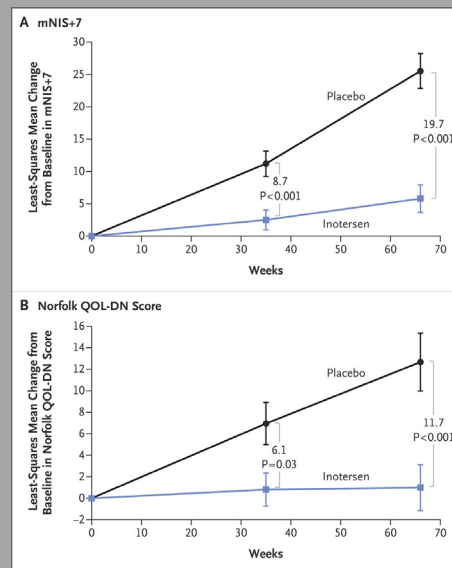 A mNIS+7
Least-Squares Mean Change
from Baseline in mNIS+7
30
25
20
15
10
5
0
Placebo
19.7
P<0.001
8.7
P<0.001
Inotersen
0 10 20 30 40 50 60 70
Weeks
B Norfolk QOL-DN Score
Least-Squares Mean Change from
Baseline in Norfolk QOL-DN Score
16
14
12
10
8
6
4
2
0
−2
Placebo
11.7
P<0.001
6.1
P=0.03
Inotersen
0 10 20 30 40 50 60 70
Weeks